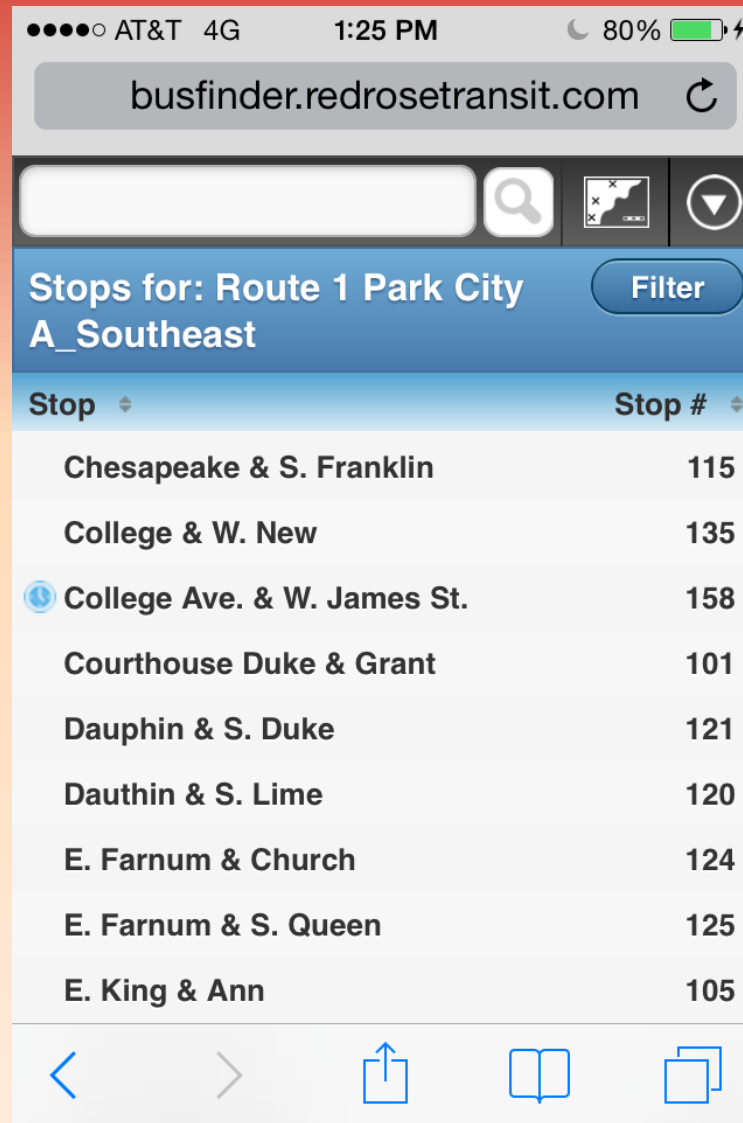 AT&T 4G 1:25 PM 80%
busfinder.redrosetransit.com
Stops for: Route 1 Park City Filter
A_Southeast
Stop Stop #
Chesapeake & S. Franklin 115
College & W. New 135
College Ave. & W. James St. 158
Courthouse Duke & Grant 101
Dauphin & S. Duke 121
Dauthin & S. Lime 120
E. Farnum & Church 124
E. Farnum & S. Queen 125
E. King & Ann 105